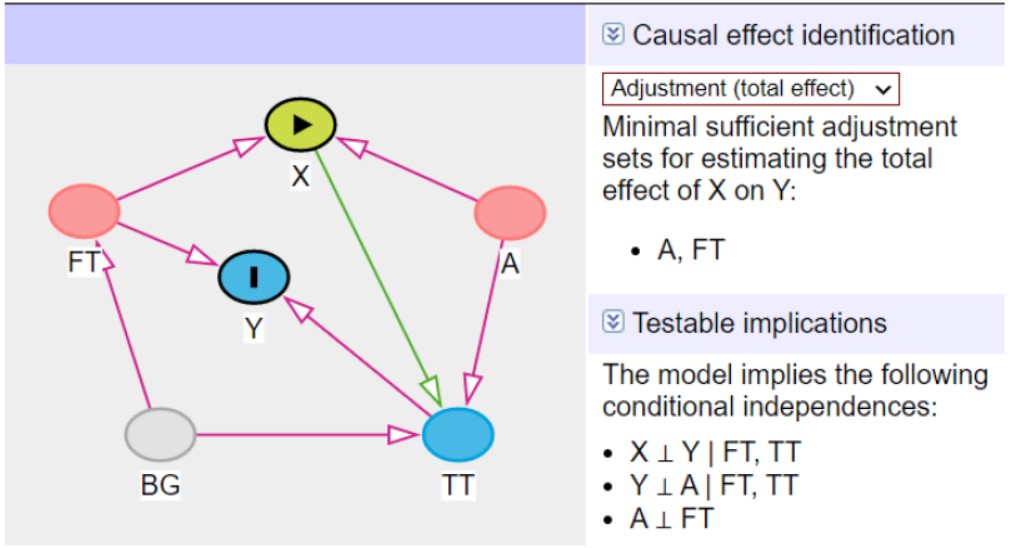 X
FT
A
Y
BG
TT
Causal effect identification
Adjustment (total effect)
Minimal sufficient adjustment
sets for estimating the total
effect of X on Y:
• A, FT
Testable implications
The model implies the following
conditional independences:
• X ⊥ Y | FT, TT
• Y ⊥ A | FT, TT
• A ⊥ FT